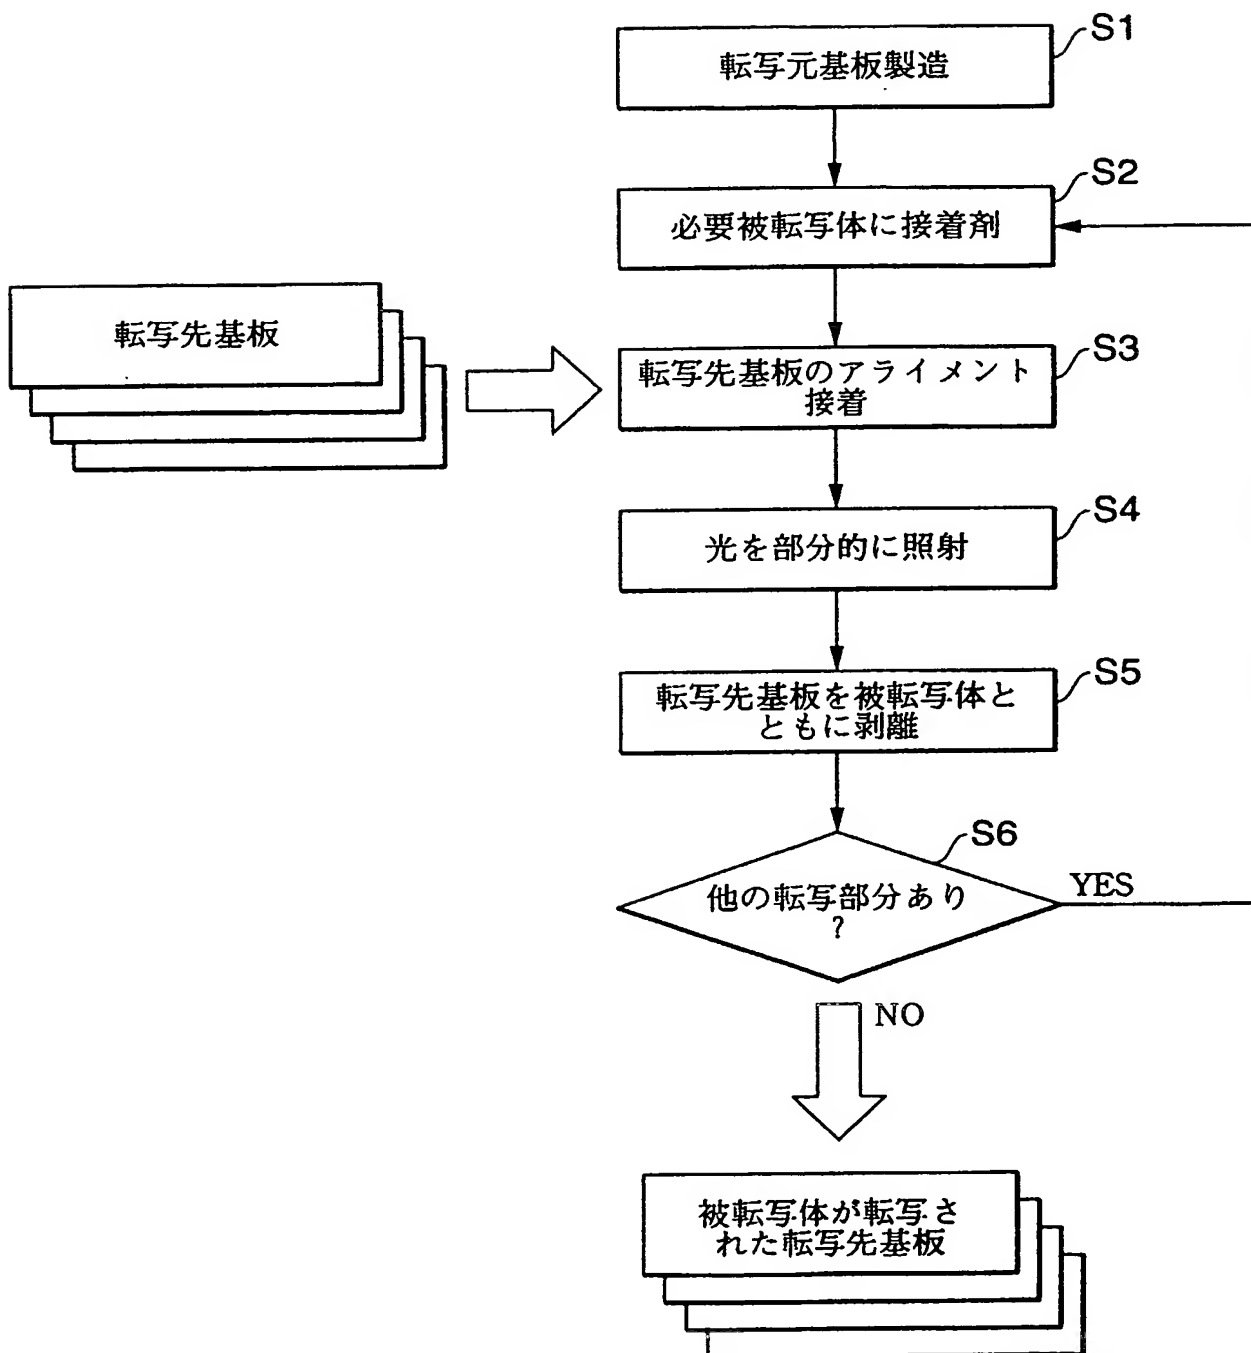 S1
転写元基板製造
S2
必要被転写体に接着剤
転写先基板
S3
転写先基板のアライメント
接着
S4
光を部分的に照射
S5
転写先基板を被転写体と
ともに剥離
S6
他の転写部分あり
?
YES
NO
被転写体が転写さ
れた転写先基板